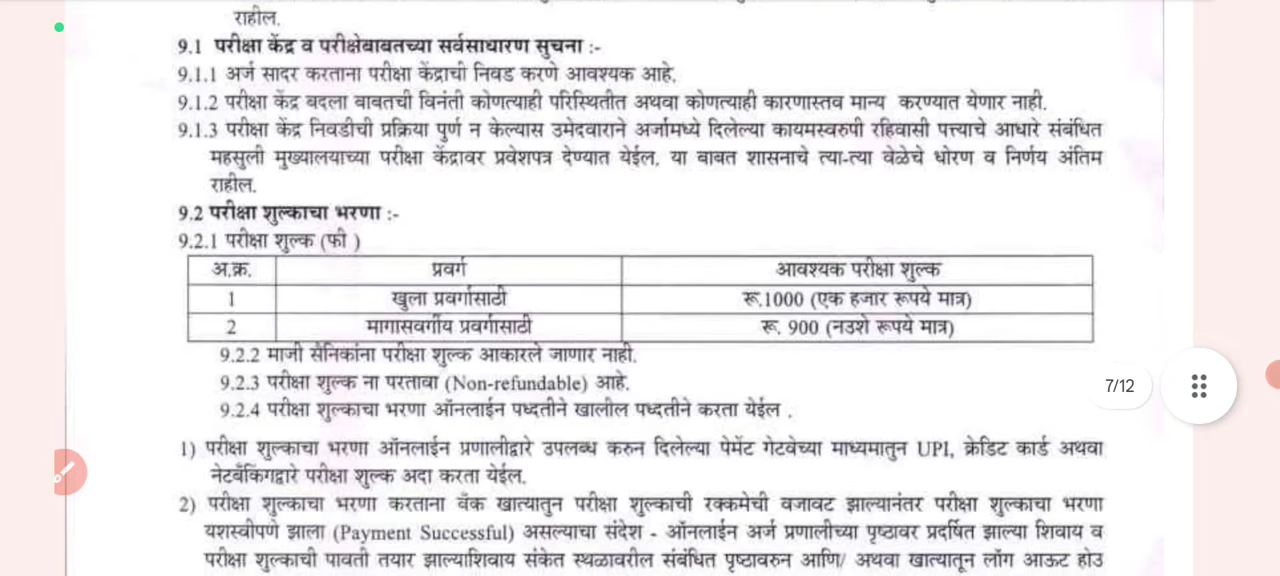 राहील.
9.1 परीक्षा केंद्र व परीक्षेबाबतच्या सर्वसाधारण सुचना :-
9.1.1 अर्ज सादर करताना परीक्षा केंद्राची निवड करणे आवश्यक आहे.
9.1.2 परीक्षा केंद्र बदला बाबतची विनंती कोणत्याही परिस्थितीत अथवा कोणत्याही कारणास्तव मान्य करण्यात येणार नाही.
9.1.3 परीक्षा केंद्र निवडीची प्रक्रिया पुर्ण न केल्यास उमेदवाराने अर्जामध्ये दिलेल्या कायमस्वरुपी रहिवासी पत्त्याचे आधारे संबंधित
महसुली मुख्यालयाच्या परीक्षा केंद्रावर प्रवेशपत्र देण्यात येईल. या बाबत शासनाचे त्या-त्या वेळेचे धोरण व निर्णय अंतिम
राहील.
9.2 परीक्षा शुल्काचा भरणा :-
9.2.1 परीक्षा शुल्क (फी )
अ.क्र. प्रवर्ग आवश्यक परीक्षा शुल्क
1 खुला प्रवर्गासाठी रू.1000 (एक हजार रूपये मात्र)
2 मागासवर्गीय प्रवर्गासाठी रू. 900 (नउशे रूपये मात्र)
9.2.2 माजी सैनिकांना परीक्षा शुल्क आकारले जाणार नाही.
9.2.3 परीक्षा शुल्क ना परतावा (Non-refundable) आहे.
7/12
9.2.4 परीक्षा शुल्काचा भरणा ऑनलाईन पध्दतीने खालील पध्दतीने करता येईल .
1) परीक्षा शुल्काचा भरणा ऑनलाईन प्रणालीद्वारे उपलब्ध करुन दिलेल्या पेमेंट गेटवेच्या माध्यमातुन UPI, क्रेडिट कार्ड अथवा
नेटबँकिंगद्वारे परीक्षा शुल्क अदा करता येईल.
2) परीक्षा शुल्काचा भरणा करताना बँक खात्यातुन परीक्षा शुल्काची रक्कमेची वजावट झाल्यानंतर परीक्षा शुल्काचा भरणा
यशस्वीपणे झाला (Payment Successful) असल्याचा संदेश - ऑनलाईन अर्ज प्रणालीच्या पृष्ठावर प्रदर्षित झाल्या शिवाय व
परीक्षा शुल्काची पावती तयार झाल्याशिवाय संकेत स्थळावरील संबंधित पृष्ठावरुन आणि/ अथवा खात्यातून लॉग आऊट होउ